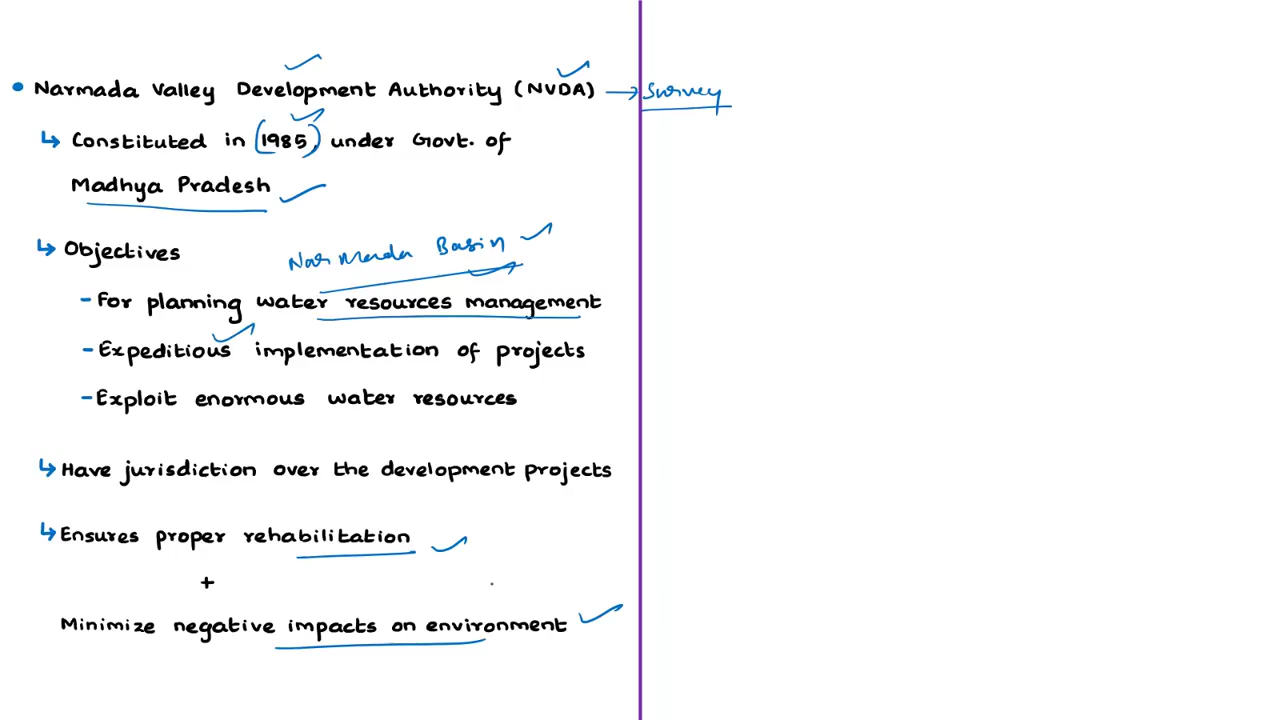 • Narmada Valley Development Authority (NVDA) → Survey
↳ Constituted in (1985), under Govt. of
Madhya Pradesh
↳ Objectives
Narmada Basin
- For planning water resources management
- Expeditious implementation of projects
- Exploit enormous water resources
↳ Have jurisdiction over the development projects
↳ Ensures proper rehabilitation
+
Minimize negative impacts on environment